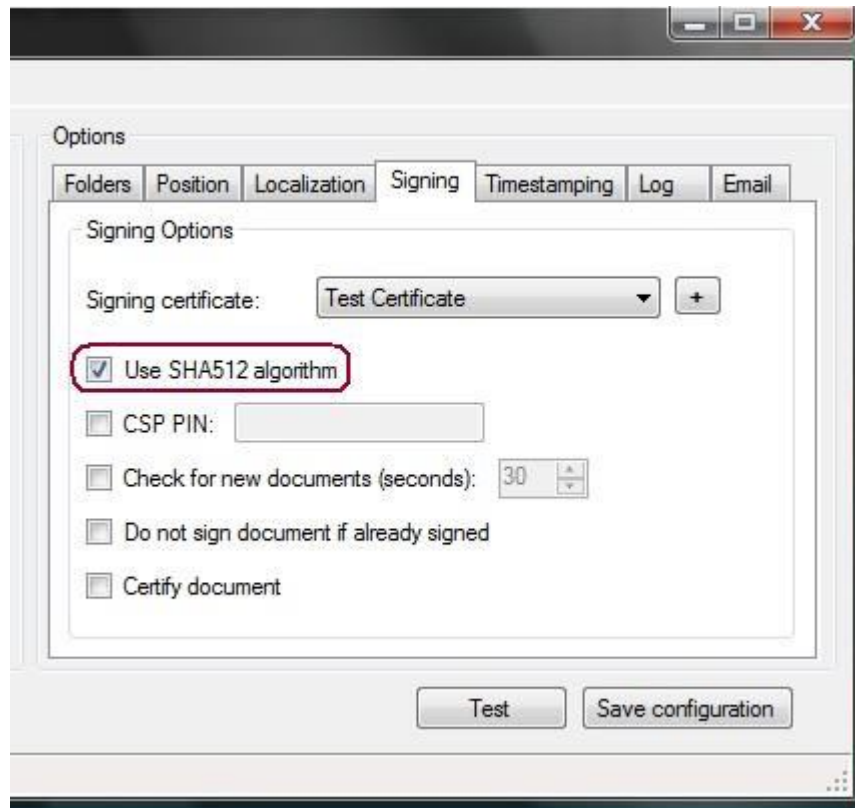 Options
Folders Position Localization Signing Timestamping Log Email
Signing Options
Signing certificate: Test Certificate +
Use SHA512 algorithm
CSP PIN:
Check for new documents (seconds): 30
Do not sign document if already signed
Certify document
Test Save configuration